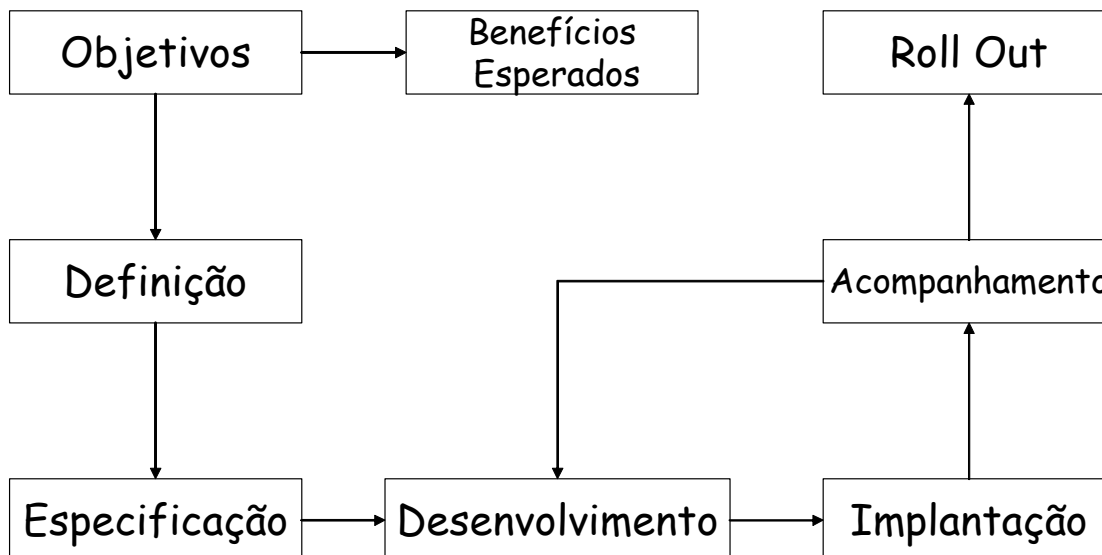 Objetivos
Benefícios
Esperados
Roll Out
Definição
Acompanhamento
Especificação
Desenvolvimento
Implantação